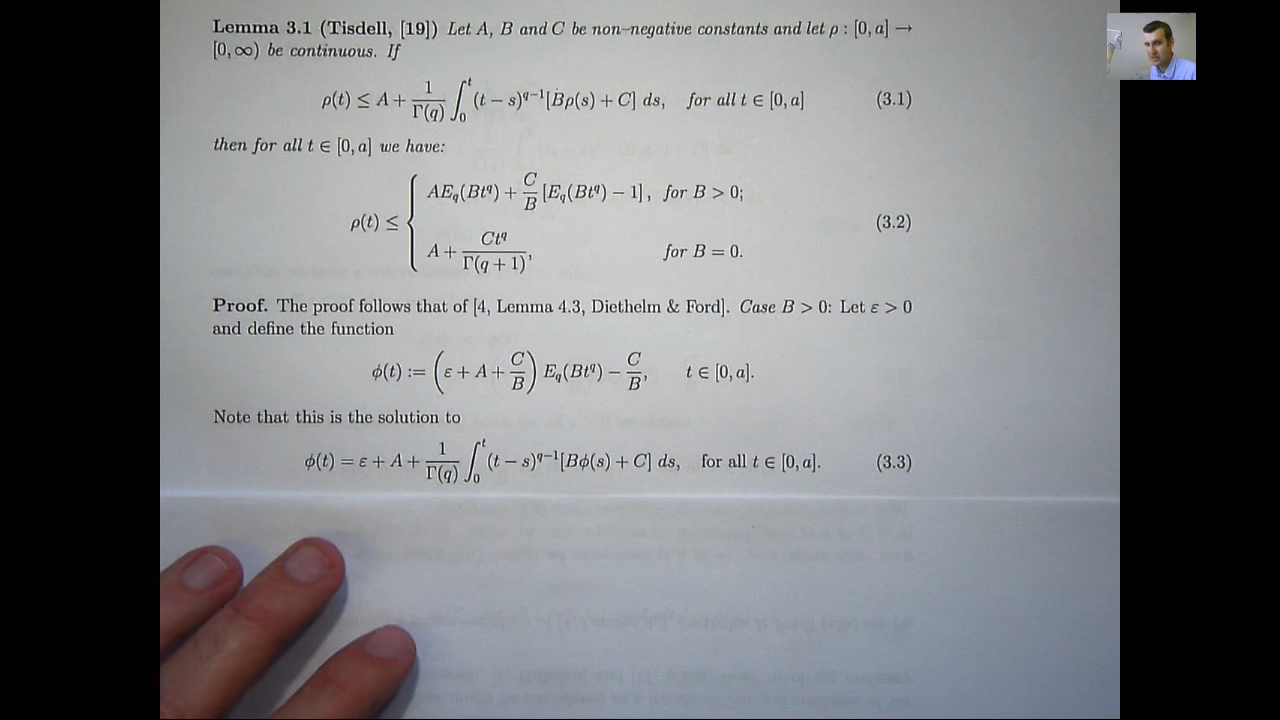 Lemma 3.1 (Tisdell, [19]) Let A, B and C be non–negative constants and let ρ : [0, a] →
[0, ∞) be continuous. If
ρ(t) ≤ A + 1/Γ(q) ∫₀ᵗ (t − s)^{q−1}[Bρ(s) + C] ds, for all t ∈ [0, a] (3.1)
then for all t ∈ [0, a] we have:
ρ(t) ≤ { AE_q(Bt^q) + C/B [E_q(Bt^q) − 1], for B > 0; (3.2)
A + Ct^q/Γ(q + 1), for B = 0.
Proof. The proof follows that of [4, Lemma 4.3, Diethelm & Ford]. Case B > 0: Let ε > 0
and define the function
ϕ(t) := (ε + A + C/B) E_q(Bt^q) − C/B, t ∈ [0, a].
Note that this is the solution to
ϕ(t) = ε + A + 1/Γ(q) ∫₀ᵗ (t − s)^{q−1}[Bϕ(s) + C] ds, for all t ∈ [0, a]. (3.3)